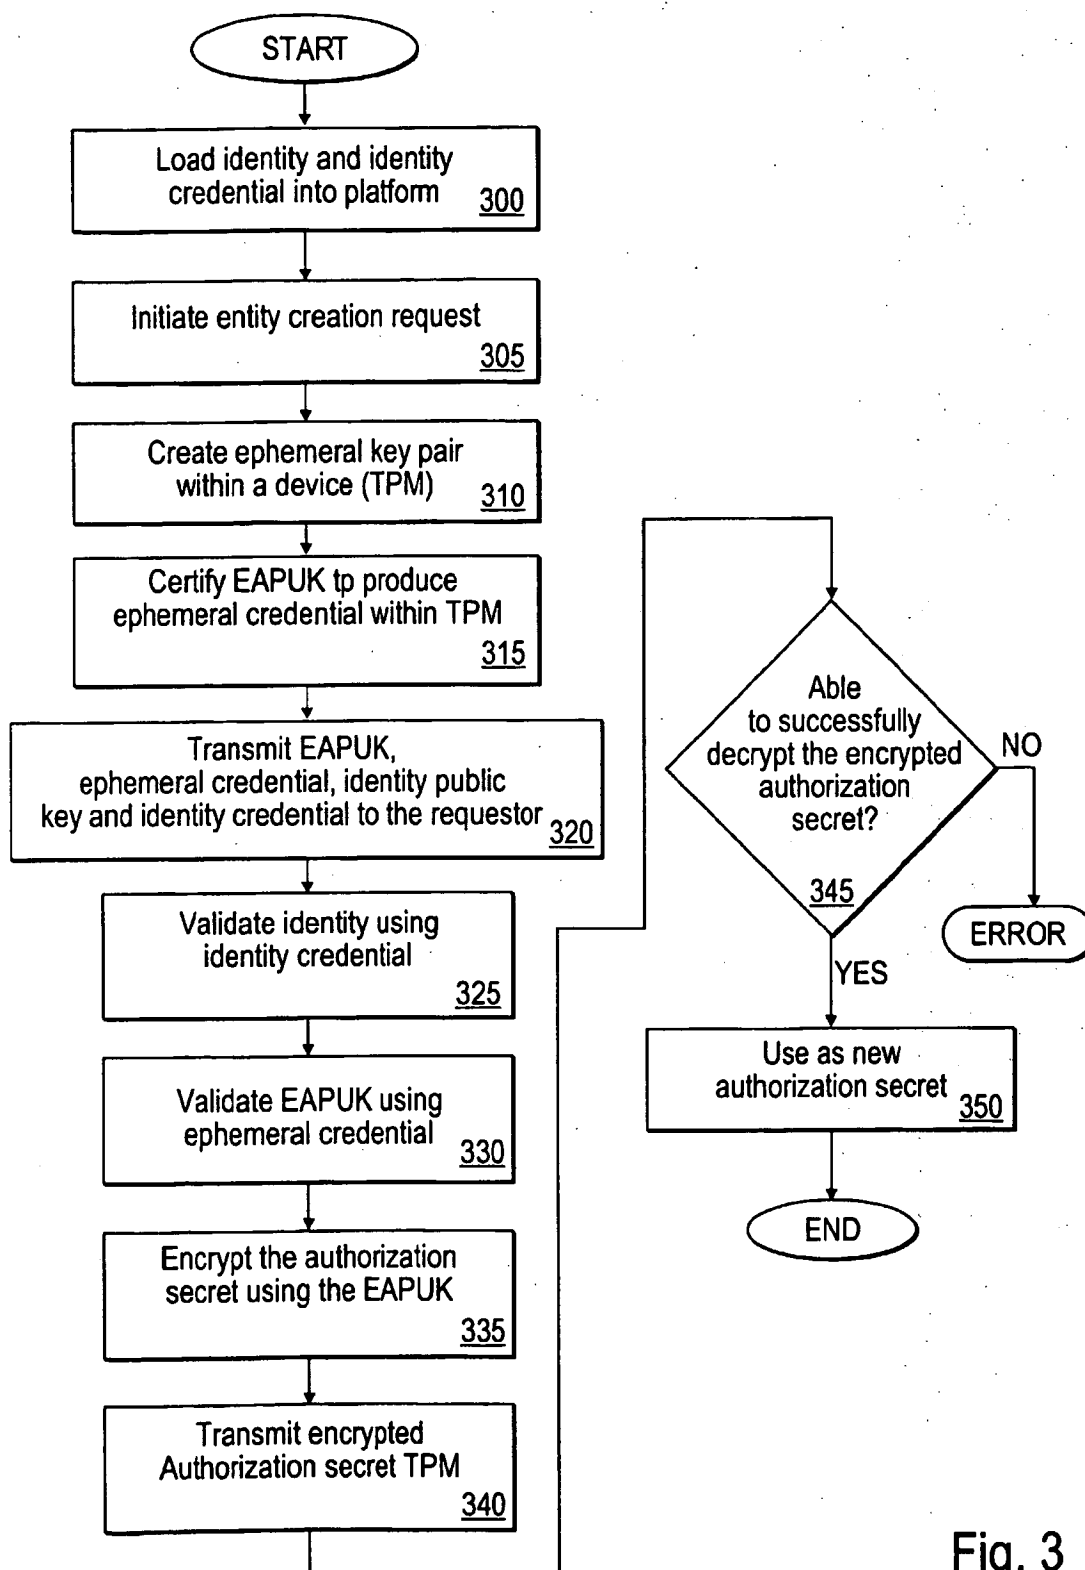 START
Load identity and identity
credential into platform
300
Initiate entity creation request
305
Create ephemeral key pair
within a device (TPM)
310
Certify EAPUK tp produce
ephemeral credential within TPM
315
Transmit EAPUK,
ephemeral credential, identity public
key and identity credential to the requestor
320
Validate identity using
identity credential
325
Validate EAPUK using
ephemeral credential
330
Encrypt the authorization
secret using the EAPUK
335
Transmit encrypted
Authorization secret TPM
340
Able
to successfully
decrypt the encrypted
authorization
secret?
345
NO
ERROR
YES
Use as new
authorization secret
350
END
Fig. 3